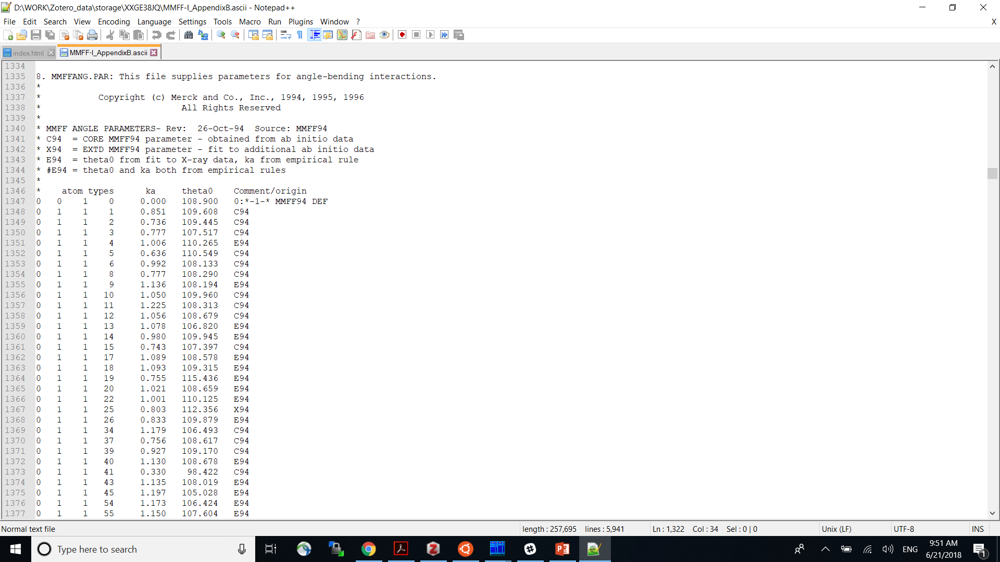 D:\WORK\Zotero_data\storage\XXGE38JQ\MMFF-I_AppendixB.ascii - Notepad++
File Edit Search View Encoding Language Settings Tools Macro Run Plugins Window ? X
index.html MMFF-I_AppendixB.ascii
1334
1335 8. MMFFANG.PAR: This file supplies parameters for angle-bending interactions.
1336 *
1337 * Copyright (c) Merck and Co., Inc., 1994, 1995, 1996
1338 * All Rights Reserved
1339 *
1340 * MMFF ANGLE PARAMETERS- Rev: 26-Oct-94 Source: MMFF94
1341 * C94 = CORE MMFF94 parameter - obtained from ab initio data
1342 * X94 = EXTD MMFF94 parameter - fit to additional ab initio data
1343 * E94 = theta0 from fit to X-ray data, ka from empirical rule
1344 * #E94 = theta0 and ka both from empirical rules
1345 *
1346 * atom types ka theta0 Comment/origin
1347 0 0 1 0 0.000 108.900 0:*-1-* MMFF94 DEF
1348 0 1 1 1 0.851 109.608 C94
1349 0 1 1 2 0.736 109.445 C94
1350 0 1 1 3 0.777 107.517 C94
1351 0 1 1 4 1.006 110.265 E94
1352 0 1 1 5 0.636 110.549 C94
1353 0 1 1 6 0.992 108.133 C94
1354 0 1 1 8 0.777 108.290 C94
1355 0 1 1 9 1.136 108.194 E94
1356 0 1 1 10 1.050 109.960 C94
1357 0 1 1 11 1.225 108.313 C94
1358 0 1 1 12 1.056 108.679 C94
1359 0 1 1 13 1.078 106.820 E94
1360 0 1 1 14 0.980 109.945 E94
1361 0 1 1 15 0.743 107.397 C94
1362 0 1 1 17 1.089 108.578 E94
1363 0 1 1 18 1.093 109.315 E94
1364 0 1 1 19 0.755 115.436 E94
1365 0 1 1 20 1.021 108.659 E94
1366 0 1 1 22 1.001 110.125 E94
1367 0 1 1 25 0.803 112.356 X94
1368 0 1 1 26 0.833 109.879 E94
1369 0 1 1 34 1.179 106.493 C94
1370 0 1 1 37 0.756 108.617 C94
1371 0 1 1 39 0.927 109.170 C94
1372 0 1 1 40 1.130 108.678 E94
1373 0 1 1 41 0.330 98.422 C94
1374 0 1 1 43 1.135 108.019 E94
1375 0 1 1 45 1.197 105.028 E94
1376 0 1 1 54 1.173 106.424 E94
1377 0 1 1 55 1.150 107.604 E94
Normal text file length : 257,695 lines : 5,941 Ln : 1,322 Col : 34 Sel : 0 | 0 Unix (LF) UTF-8 INS
Type here to search ENG 9:51 AM
6/21/2018 1